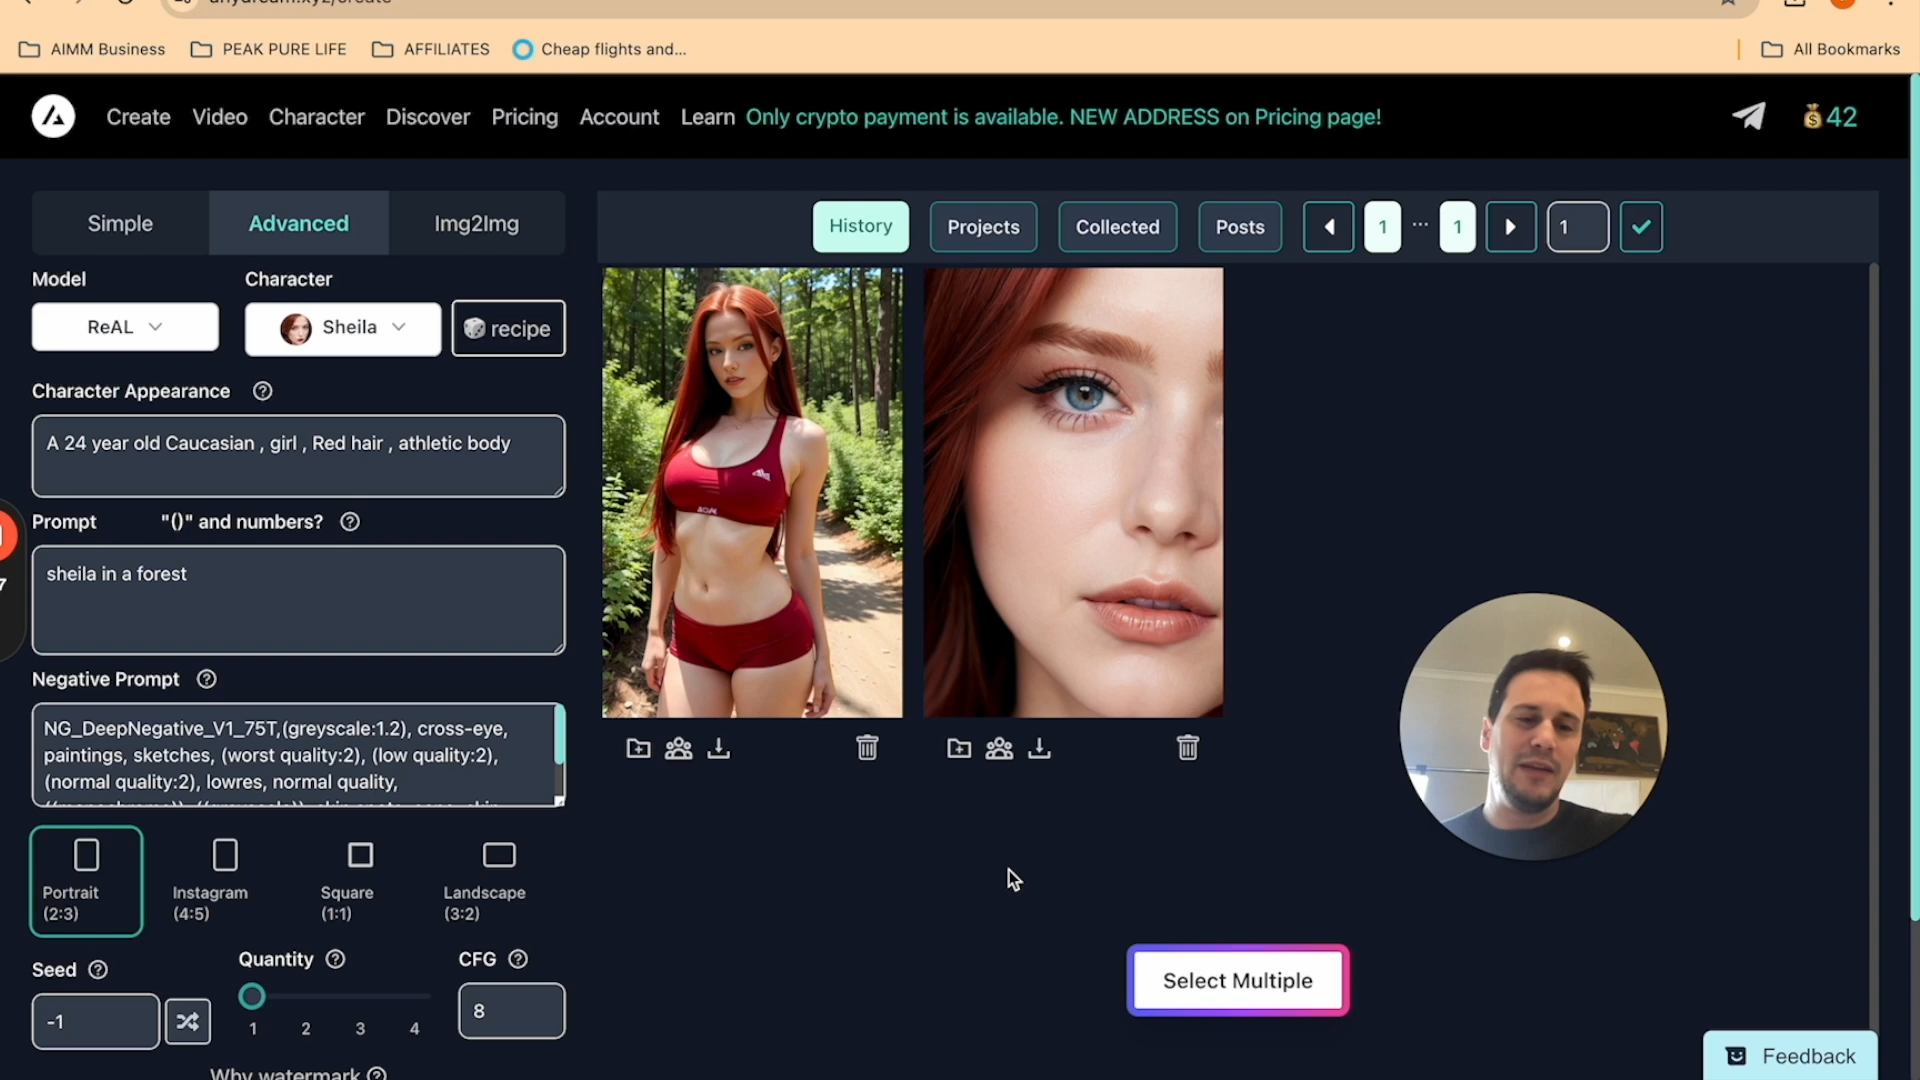 AIMM Business
PEAK PURE LIFE
AFFILIATES
Cheap flights and...
All Bookmarks
Create
Video
Character
Discover
Pricing
Account
Learn
Only crypto payment is available. NEW ADDRESS on Pricing page!
42
Simple
Advanced
Img2Img
History
Projects
Collected
Posts
1
...
1
1
Model
Character
ReAL
Sheila
recipe
Character Appearance
A 24 year old Caucasian , girl , Red hair , athletic body
Prompt
"()" and numbers?
sheila in a forest
Negative Prompt
NG_DeepNegative_V1_75T,(greyscale:1.2), cross-eye,
paintings, sketches, (worst quality:2), (low quality:2),
(normal quality:2), lowres, normal quality,
Portrait
(2:3)
Instagram
(4:5)
Square
(1:1)
Landscape
(3:2)
Seed
Quantity
CFG
-1
1
2
3
4
8
Select Multiple
Why watermark
Feedback